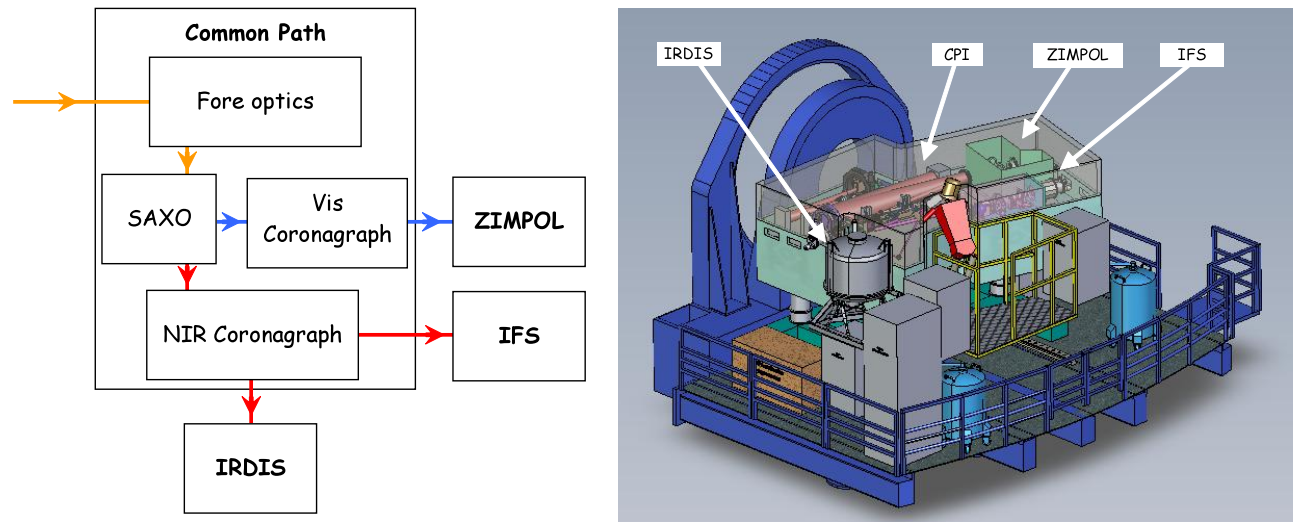 Common Path
Fore optics
SAXO
Vis
Coronagraph
ZIMPOL
NIR Coronagraph
IFS
IRDIS
IRDIS
CPI
ZIMPOL
IFS